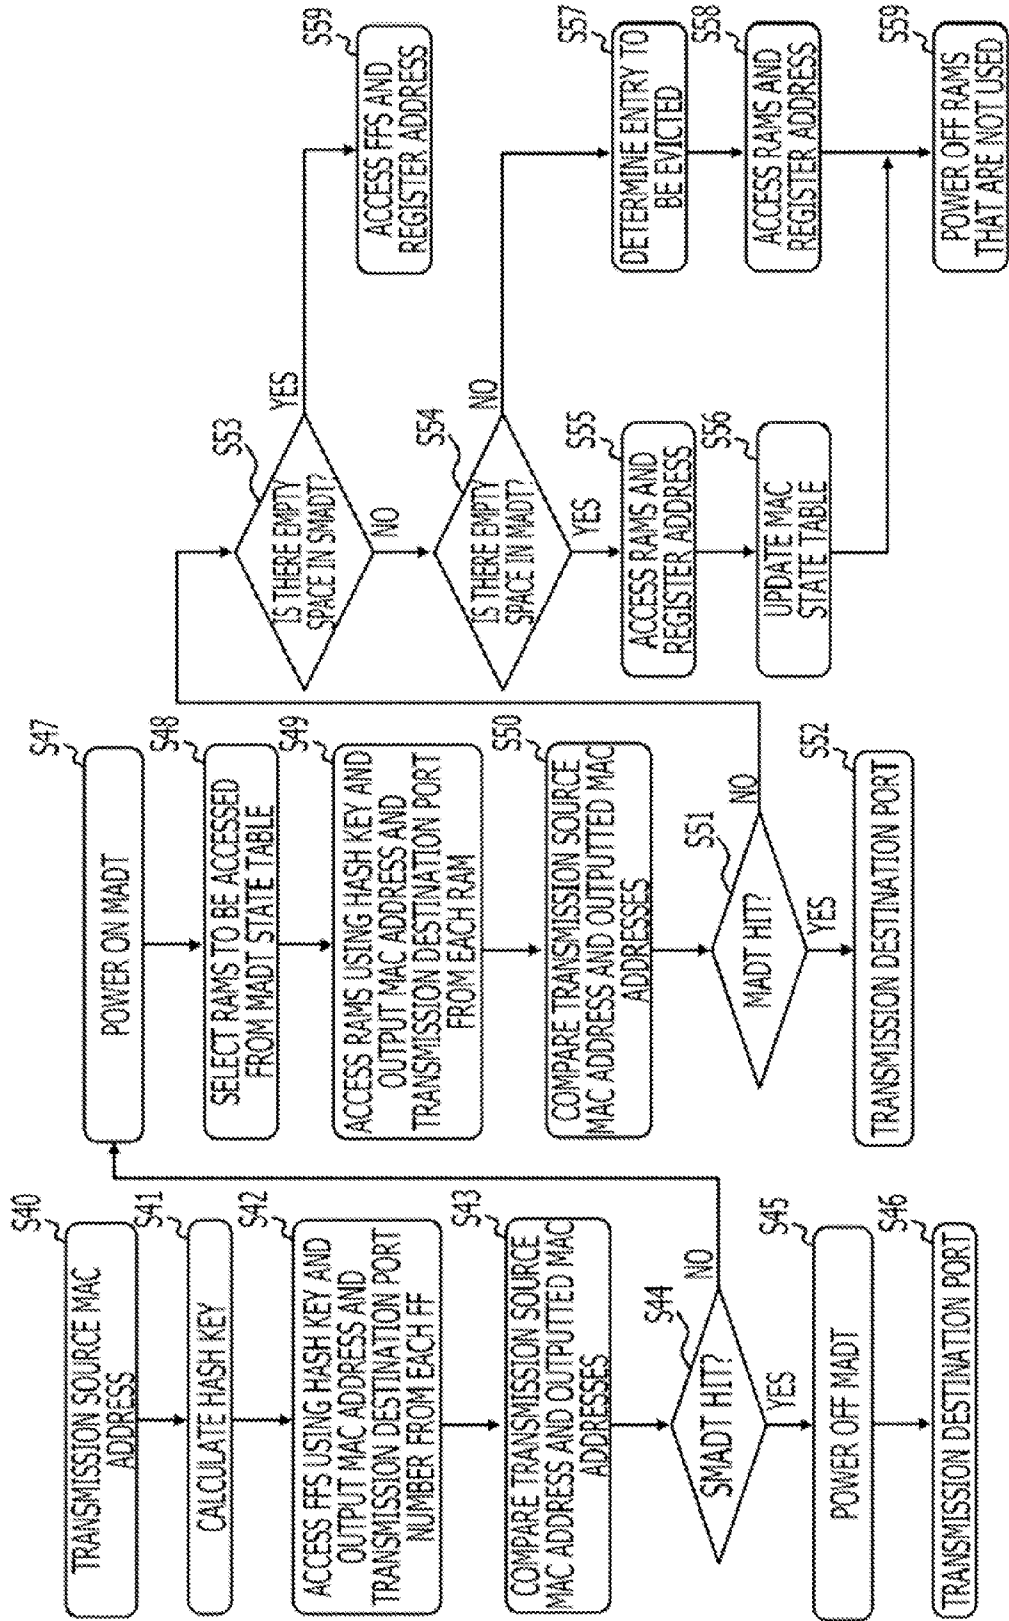 S40
TRANSMISSION SOURCE MAC
ADDRESS
S41
CALCULATE HASH KEY
S42
ACCESS FFS USING HASH KEY AND
OUTPUT MAC ADDRESS AND
TRANSMISSION DESTINATION PORT
NUMBER FROM EACH FF
S43
COMPARE TRANSMISSION SOURCE
MAC ADDRESS AND OUTPUTTED MAC
ADDRESSES
S44
SMADT HIT?
NO
YES
S45
POWER OFF MADT
S46
TRANSMISSION DESTINATION PORT
S47
POWER ON MADT
S48
SELECT RAMS TO BE ACCESSED
FROM MADT STATE TABLE
S49
ACCESS RAMS USING HASH KEY AND
OUTPUT MAC ADDRESS AND
TRANSMISSION DESTINATION PORT
FROM EACH RAM
S50
COMPARE TRANSMISSION SOURCE
MAC ADDRESS AND OUTPUTTED MAC
ADDRESSES
S51
MADT HIT?
NO
YES
S52
TRANSMISSION DESTINATION PORT
S53
IS THERE EMPTY
SPACE IN SMADT?
YES
NO
S59
ACCESS FFS AND
REGISTER ADDRESS
S54
IS THERE EMPTY
SPACE IN MADT?
NO
YES
S55
ACCESS RAMS AND
REGISTER ADDRESS
S56
UPDATE MAC
STATE TABLE
S57
DETERMINE ENTRY TO
BE EVICTED
S58
ACCESS RAMS AND
REGISTER ADDRESS
S59
POWER OFF RAMS
THAT ARE NOT USED